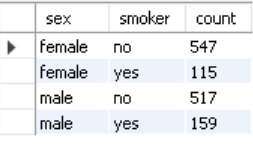 sex smoker count
female no 547
female yes 115
male no 517
male yes 159